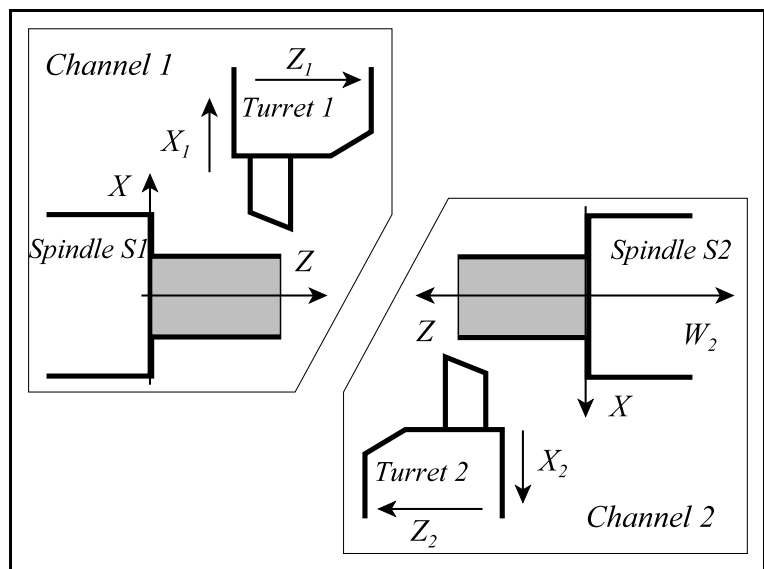 Channel 1
Z1
Turret 1
X1
X
Spindle S1
Z
Spindle S2
Z
W2
X
Turret 2
X2
Z2
Channel 2